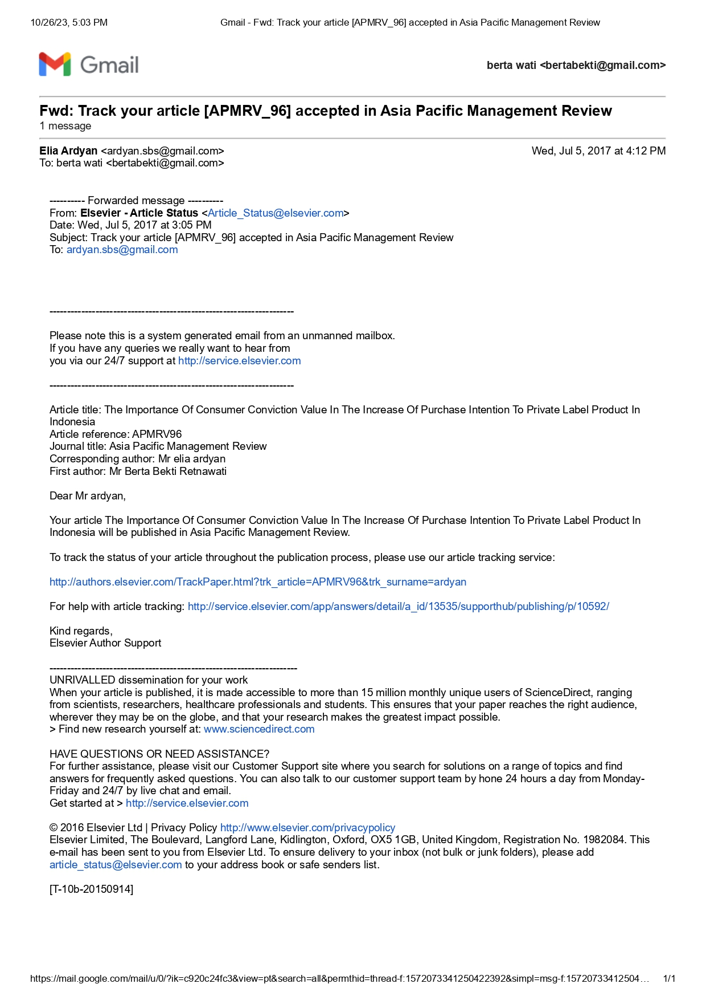 10/26/23, 5:03 PM Gmail - Fwd: Track your article [APMRV_96] accepted in Asia Pacific Management Review
Gmail berta wati <bertabekti@gmail.com>
Fwd: Track your article [APMRV_96] accepted in Asia Pacific Management Review
1 message
Elia Ardyan <ardyan.sbs@gmail.com> Wed, Jul 5, 2017 at 4:12 PM
To: berta wati <bertabekti@gmail.com>
---------- Forwarded message ----------
From: Elsevier - Article Status <Article_Status@elsevier.com>
Date: Wed, Jul 5, 2017 at 3:05 PM
Subject: Track your article [APMRV_96] accepted in Asia Pacific Management Review
To: ardyan.sbs@gmail.com
----------------------------------------------------------------------
Please note this is a system generated email from an unmanned mailbox.
If you have any queries we really want to hear from
you via our 24/7 support at http://service.elsevier.com
----------------------------------------------------------------------
Article title: The Importance Of Consumer Conviction Value In The Increase Of Purchase Intention To Private Label Product In
Indonesia
Article reference: APMRV96
Journal title: Asia Pacific Management Review
Corresponding author: Mr elia ardyan
First author: Mr Berta Bekti Retnawati
Dear Mr ardyan,
Your article The Importance Of Consumer Conviction Value In The Increase Of Purchase Intention To Private Label Product In
Indonesia will be published in Asia Pacific Management Review.
To track the status of your article throughout the publication process, please use our article tracking service:
http://authors.elsevier.com/TrackPaper.html?trk_article=APMRV96&trk_surname=ardyan
For help with article tracking: http://service.elsevier.com/app/answers/detail/a_id/13535/supporthub/publishing/p/10592/
Kind regards,
Elsevier Author Support
-----------------------------------------------------------------------
UNRIVALLED dissemination for your work
When your article is published, it is made accessible to more than 15 million monthly unique users of ScienceDirect, ranging
from scientists, researchers, healthcare professionals and students. This ensures that your paper reaches the right audience,
wherever they may be on the globe, and that your research makes the greatest impact possible.
> Find new research yourself at: www.sciencedirect.com
HAVE QUESTIONS OR NEED ASSISTANCE?
For further assistance, please visit our Customer Support site where you search for solutions on a range of topics and find
answers for frequently asked questions. You can also talk to our customer support team by hone 24 hours a day from Monday-
Friday and 24/7 by live chat and email.
Get started at > http://service.elsevier.com
© 2016 Elsevier Ltd | Privacy Policy http://www.elsevier.com/privacypolicy
Elsevier Limited, The Boulevard, Langford Lane, Kidlington, Oxford, OX5 1GB, United Kingdom, Registration No. 1982084. This
e-mail has been sent to you from Elsevier Ltd. To ensure delivery to your inbox (not bulk or junk folders), please add
article_status@elsevier.com to your address book or safe senders list.
[T-10b-20150914]
https://mail.google.com/mail/u/0/?ik=c920c24fc3&view=pt&search=all&permthid=thread-f:1572073341250422392&simpl=msg-f:15720733412504… 1/1